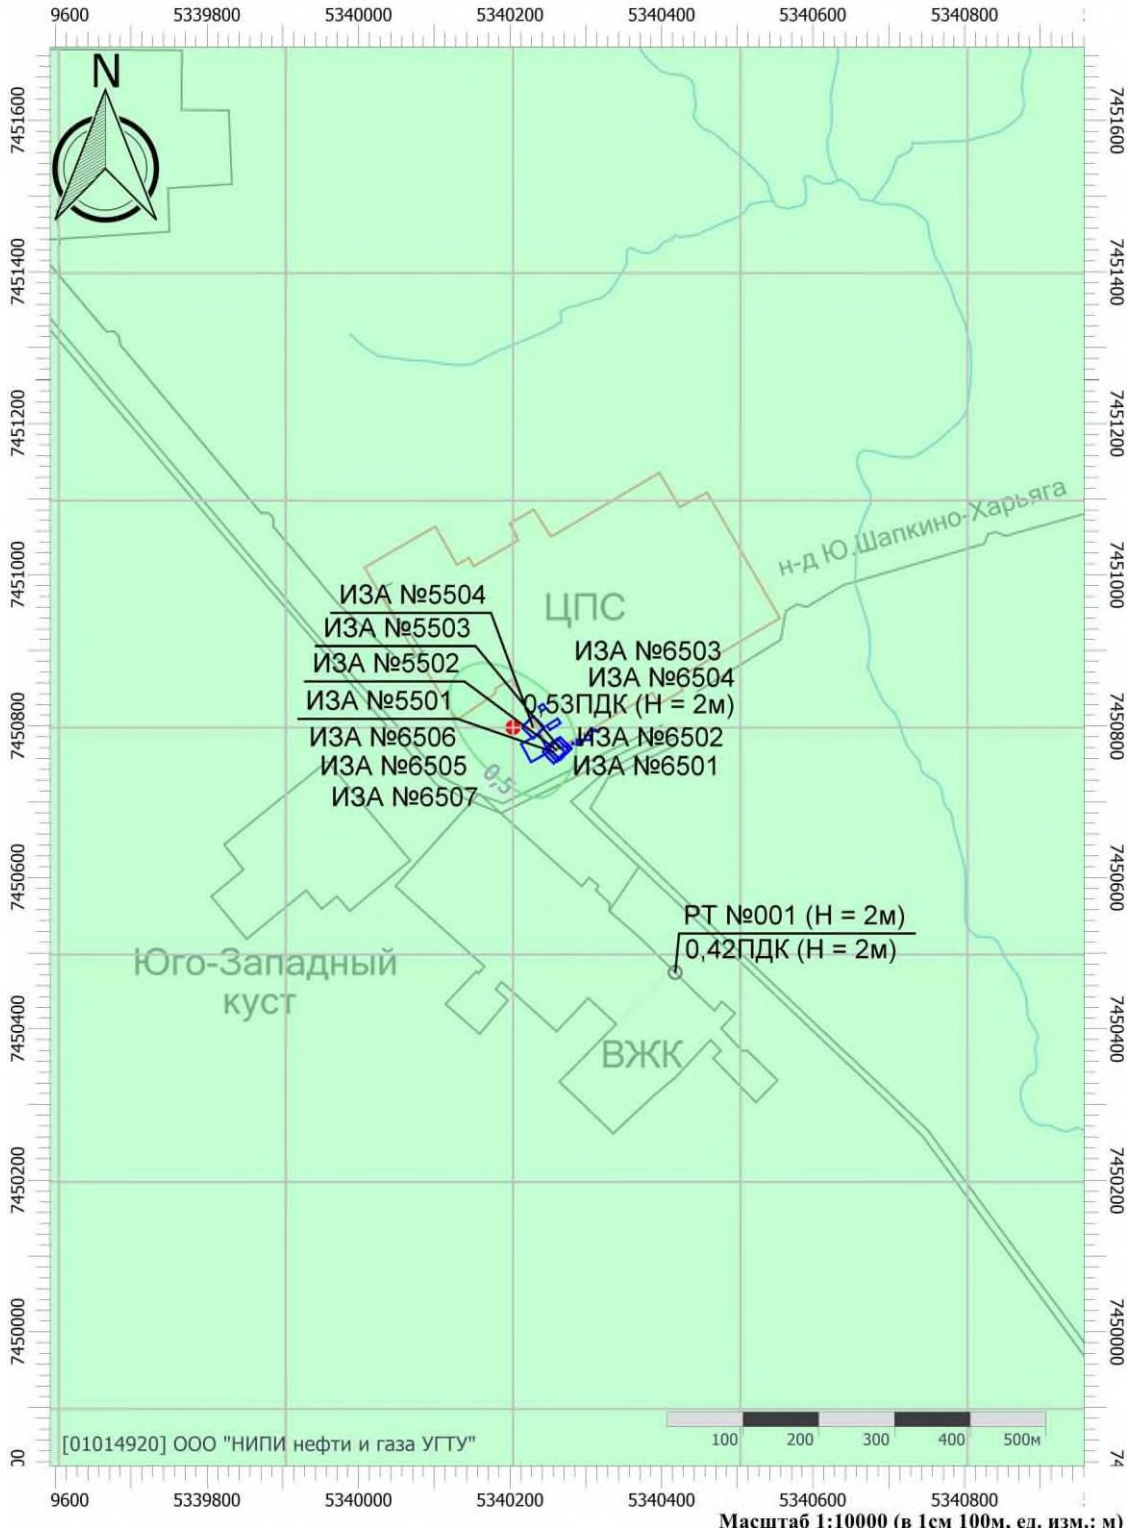 9600 5339800 5340000 5340200 5340400 5340600 5340800
N
7451600 7451600
7451400 7451400
7451200 7451200
н-д Ю.Шапкино-Харьяга
7451000 7451000
ИЗА №5504 ЦПС
ИЗА №5503
ИЗА №6503
ИЗА №5502
ИЗА №6504
ИЗА №5501 0,53ПДК (Н = 2м)
7450800 7450800
ИЗА №6506 ИЗА №6502
ИЗА №6505 0,5 ИЗА №6501
ИЗА №6507
7450600 7450600
РТ №001 (Н = 2м)
0,42ПДК (Н = 2м)
Юго-Западный
куст
7450400 7450400
ВЖК
7450200 7450200
7450000 7450000
100 200 300 400 500м
[01014920] ООО "НИПИ нефти и газа УГТУ"
30 74
9600 5339800 5340000 5340200 5340400 5340600 5340800
Масштаб 1:10000 (в 1см 100м, ед. изм.: м)